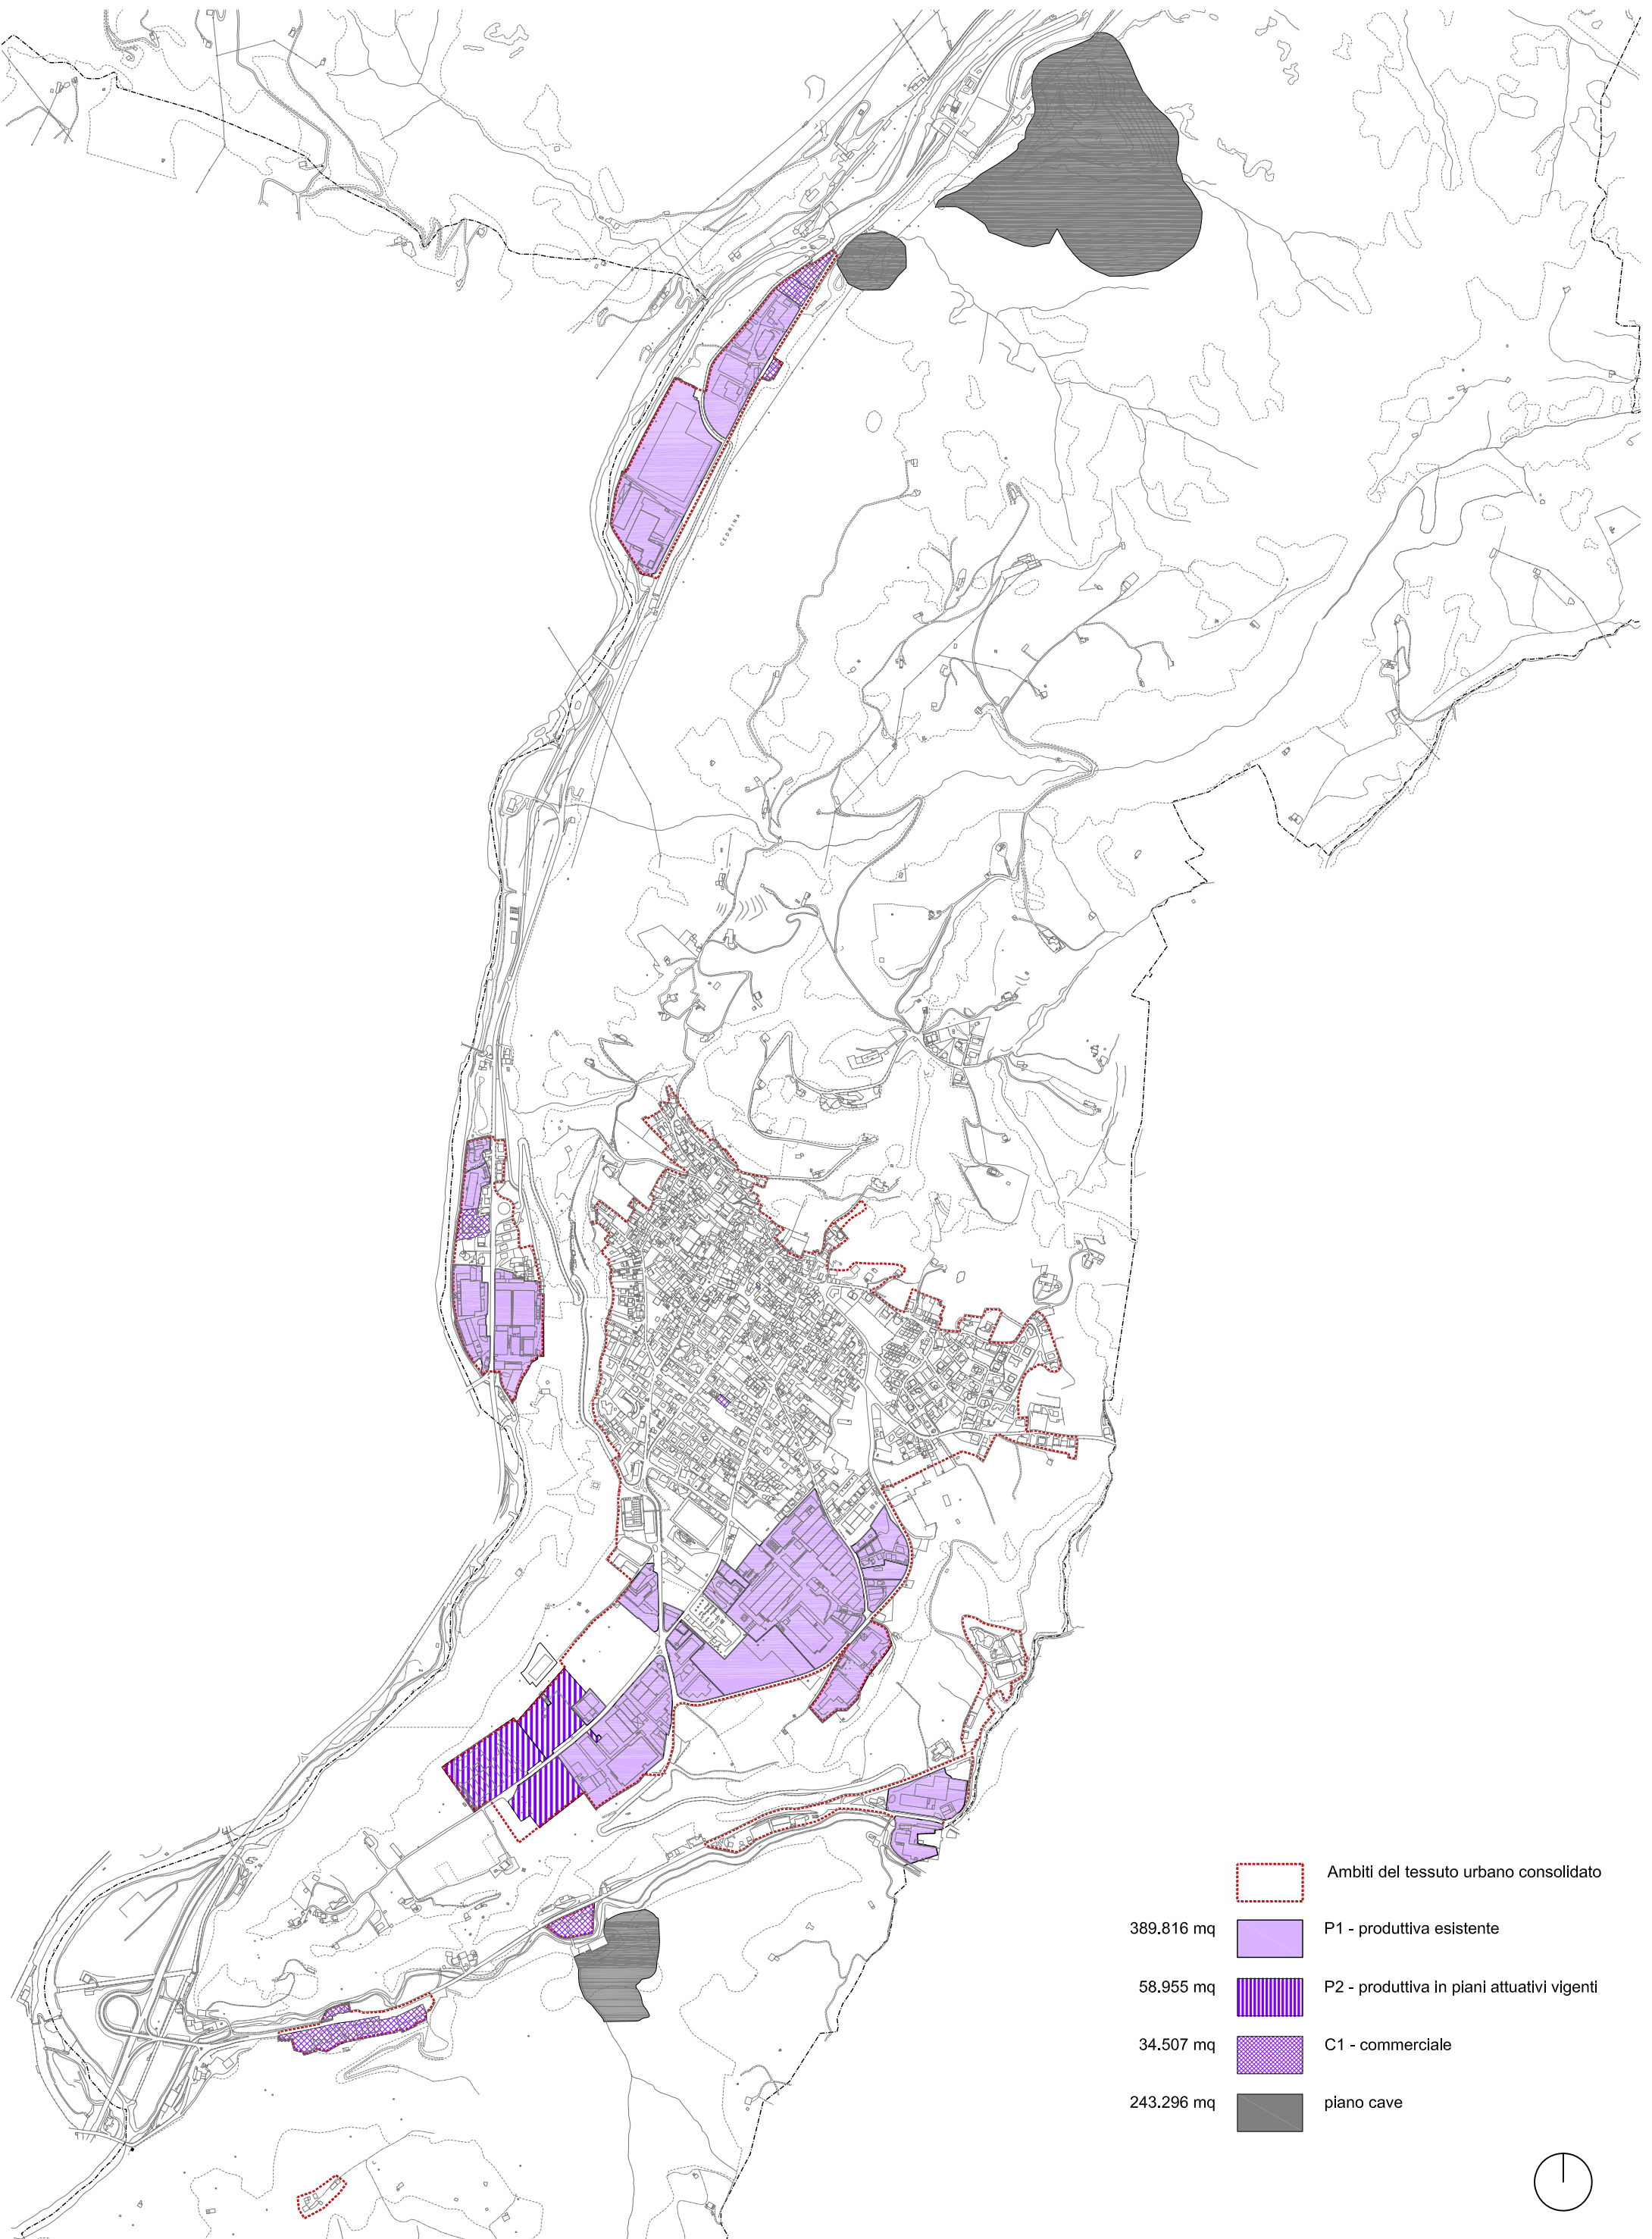 CEDRINA
Ambiti del tessuto urbano consolidato
389.816 mq P1 - produttiva esistente
58.955 mq P2 - produttiva in piani attuativi vigenti
34.507 mq C1 - commerciale
243.296 mq piano cave